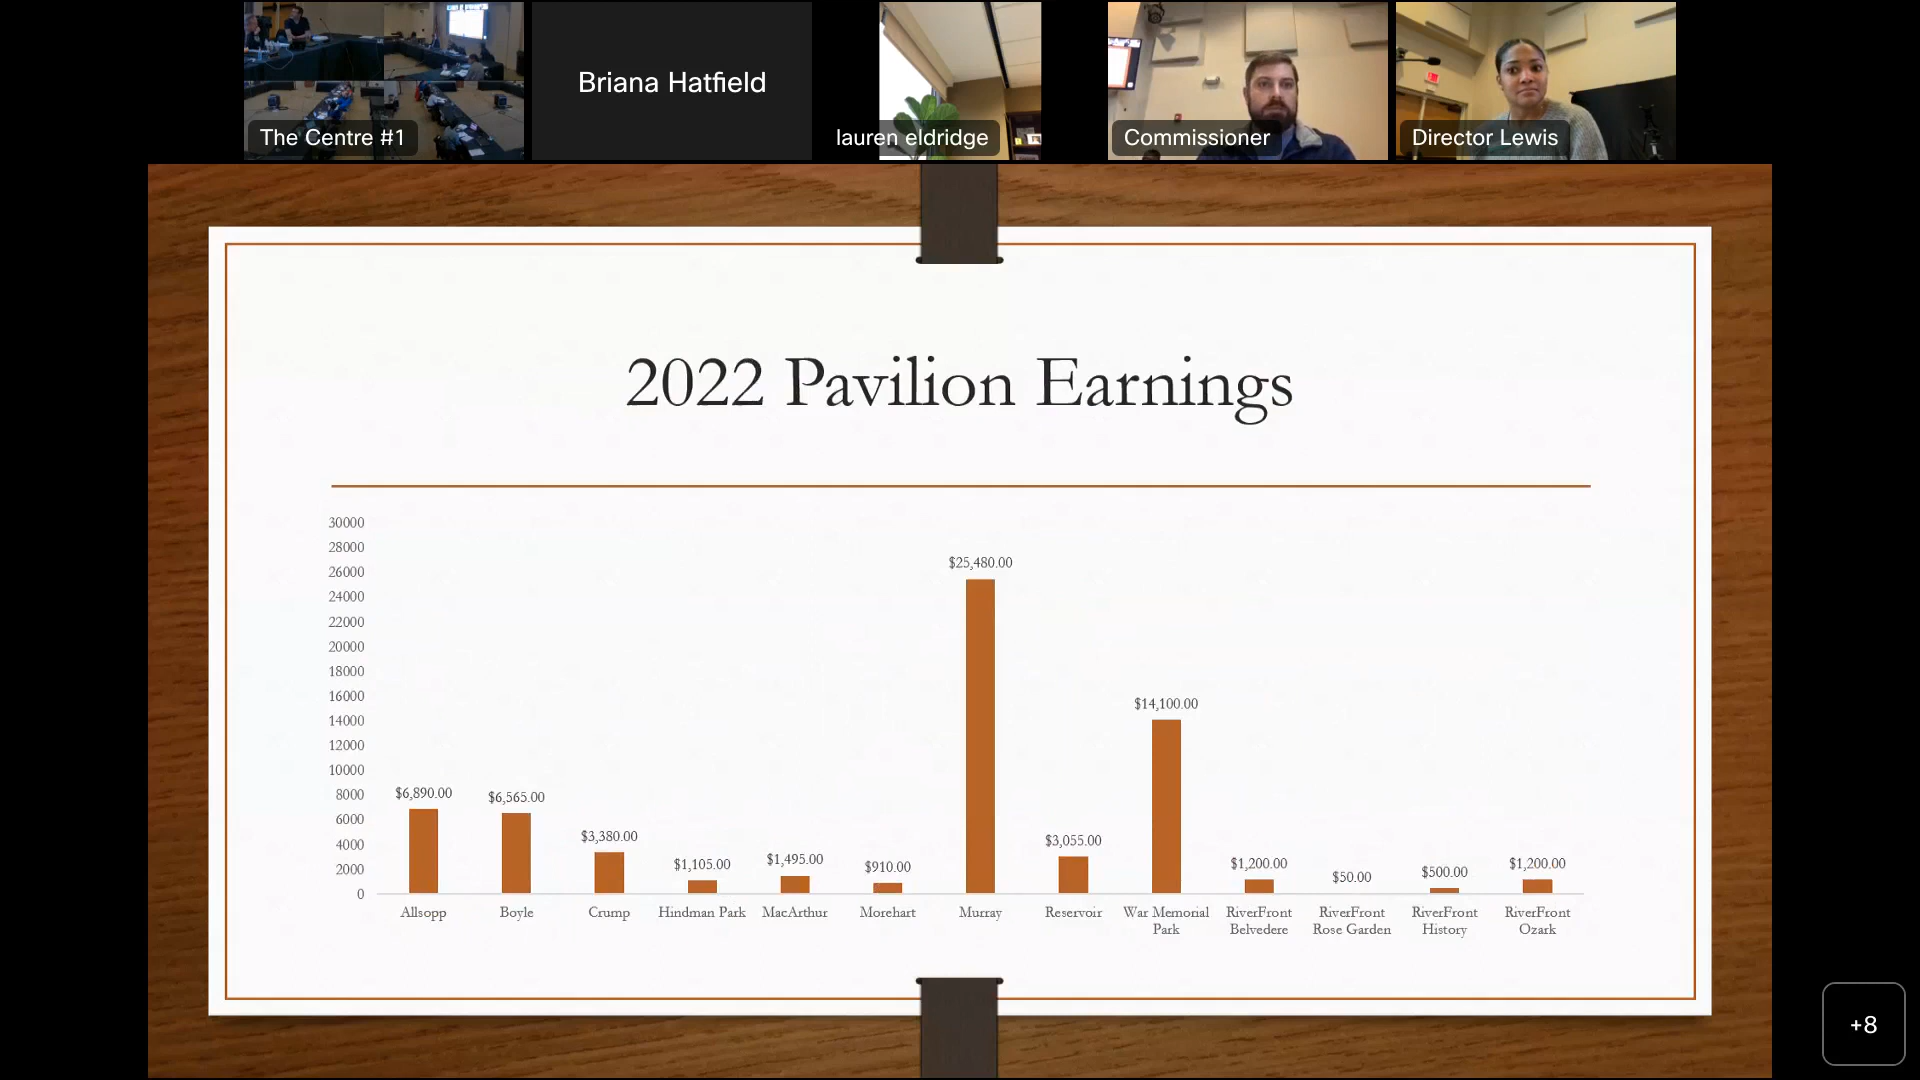 The Centre #1
Briana Hatfield
lauren eldridge
Commissioner
Director Lewis
2022 Pavilion Earnings
30000
28000
26000
24000
22000
20000
18000
16000
14000
12000
10000
8000
6000
4000
2000
0
$6,890.00
$6,565.00
$3,380.00
$1,105.00
$1,495.00
$910.00
$25,480.00
$3,055.00
$14,100.00
$1,200.00
$50.00
$500.00
$1,200.00
Allsopp
Boyle
Crump
Hindman Park
MacArthur
Morehart
Murray
Reservoir
War Memorial
Park
RiverFront
Belvedere
RiverFront
Rose Garden
RiverFront
History
RiverFront
Ozark
+8